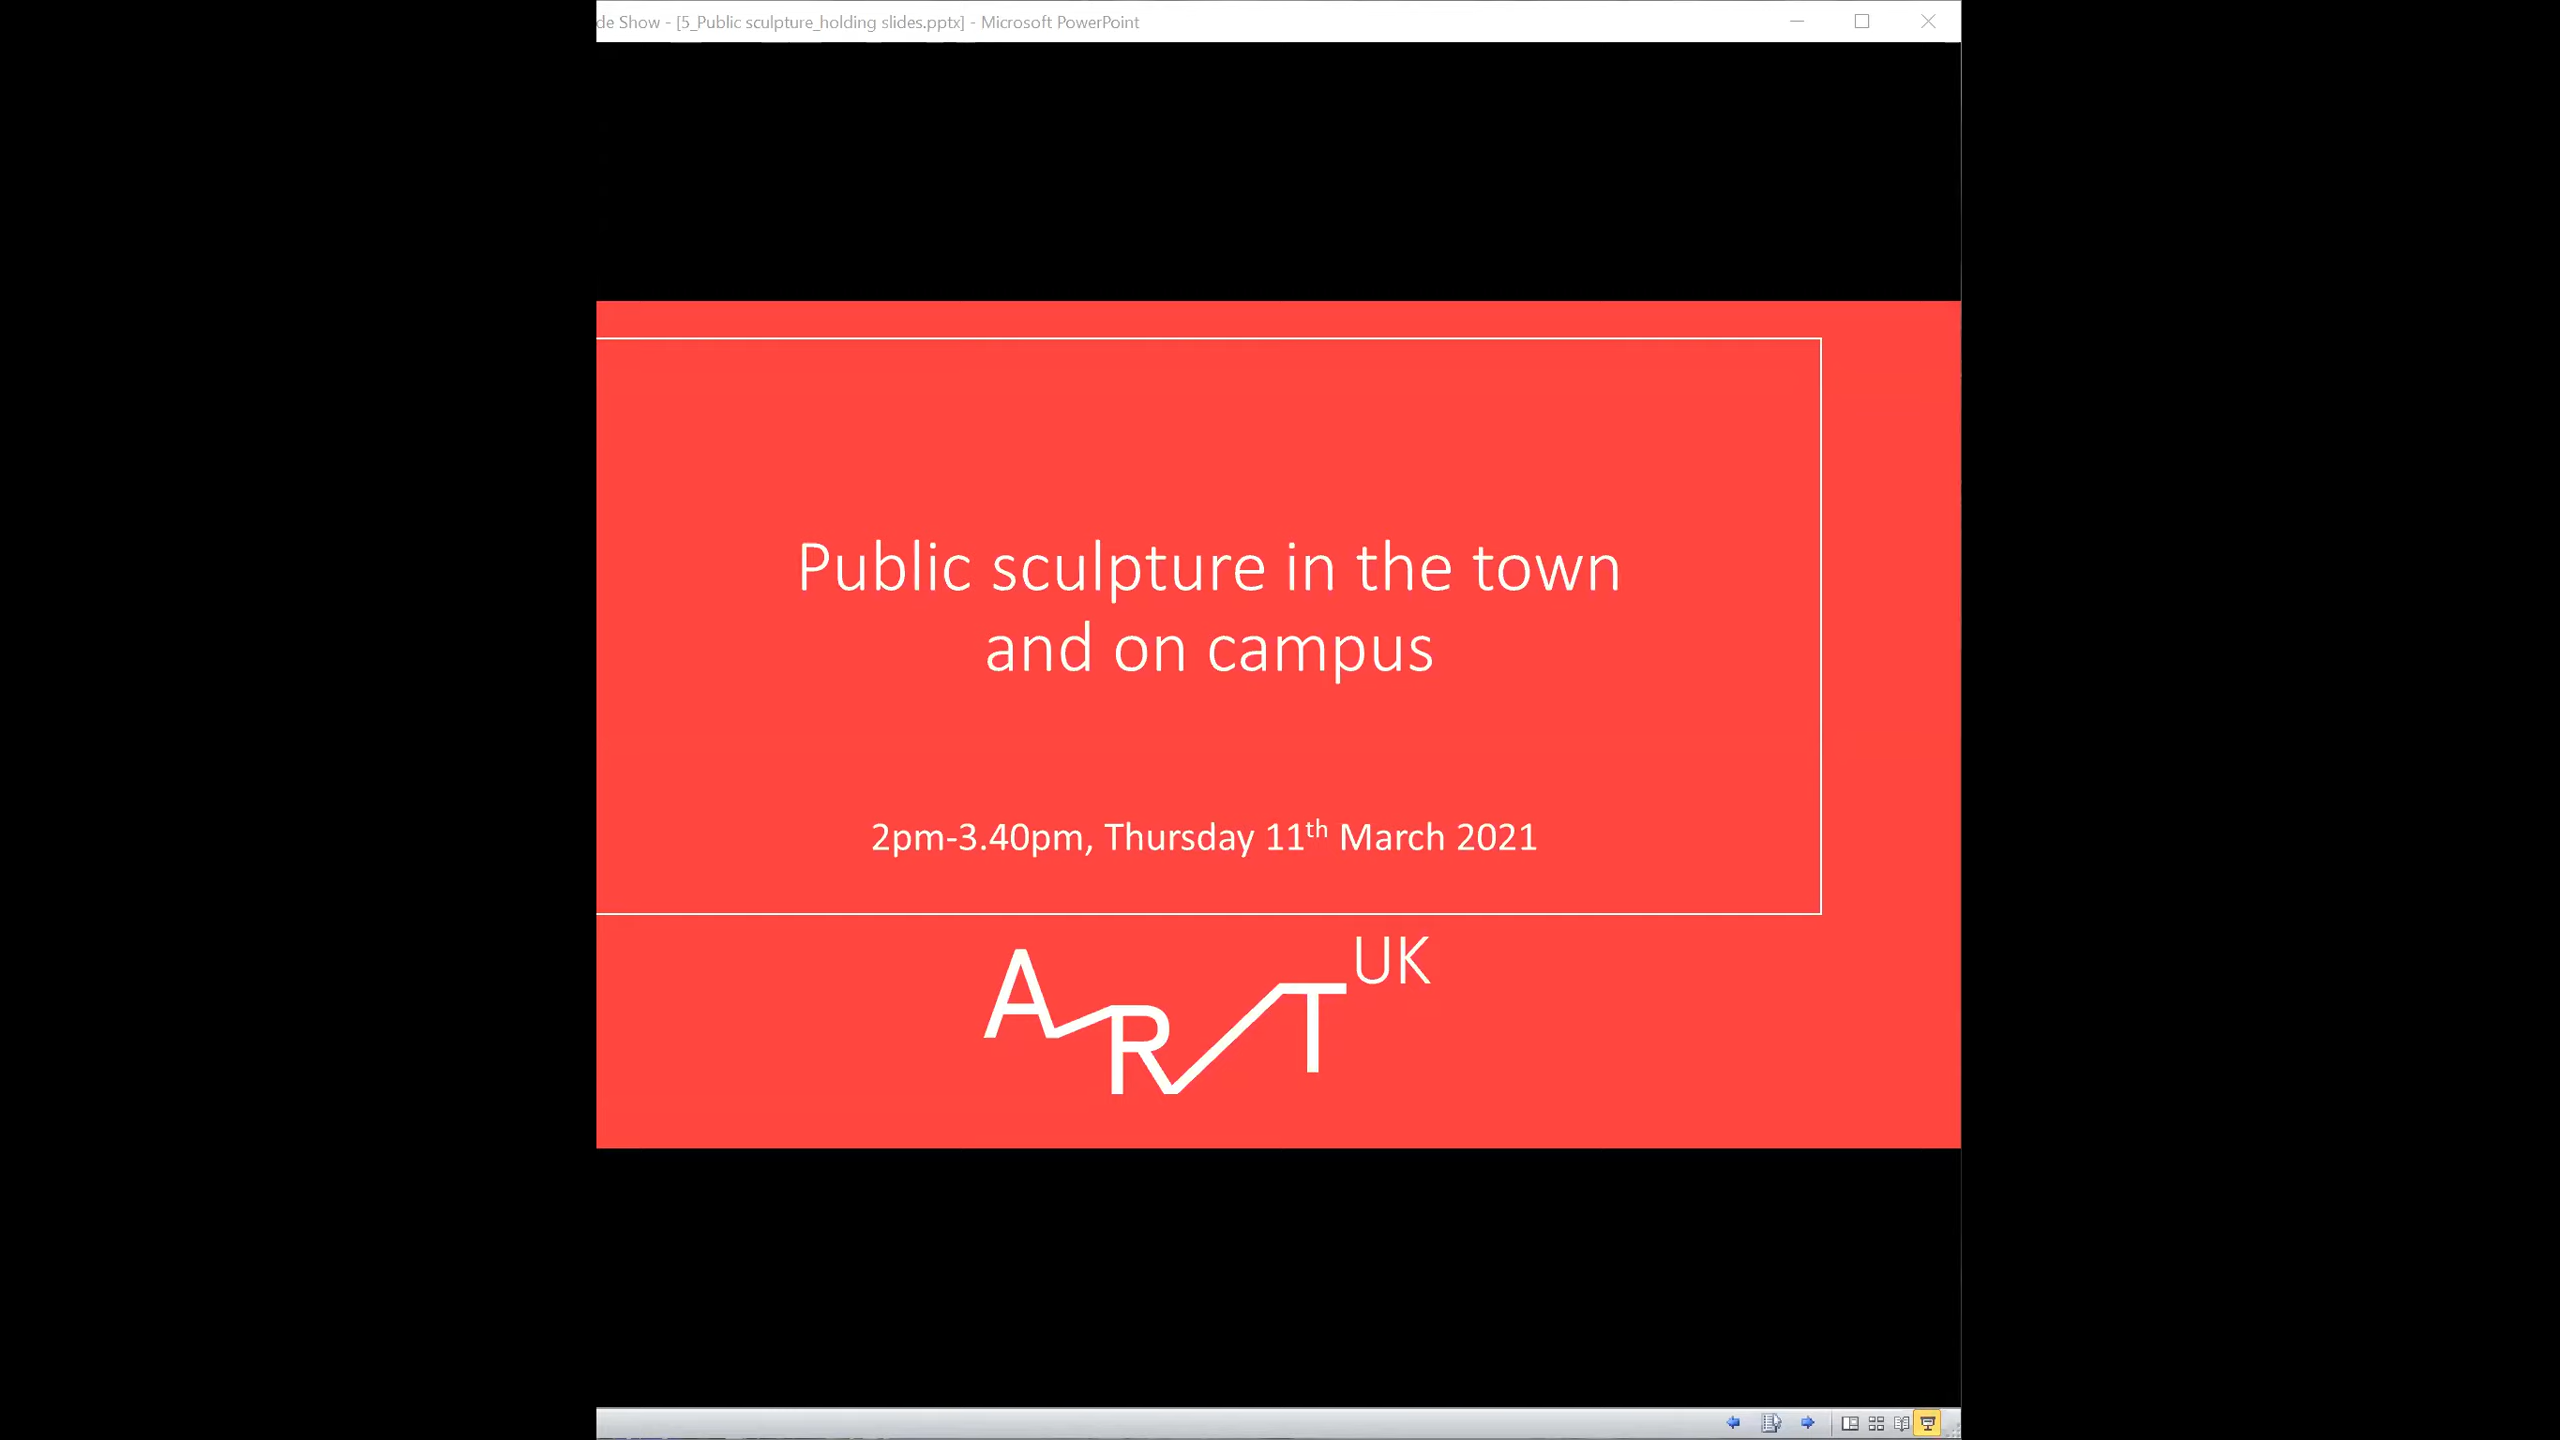 de Show - [5_Public sculpture_holding slides.pptx] - Microsoft PowerPoint
Public sculpture in the town
and on campus
2pm-3.40pm, Thursday 11th March 2021
ART UK